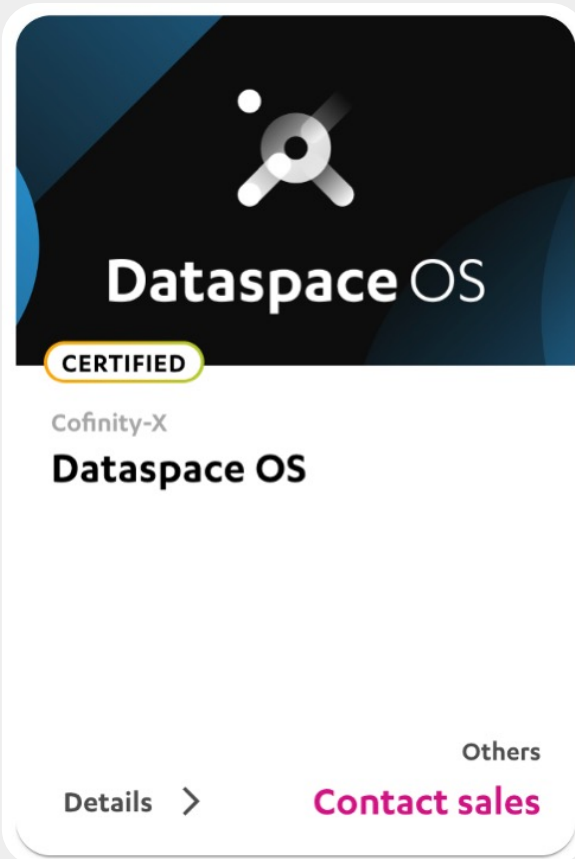 Dataspace OS
CERTIFIED
Cofinity-X
Dataspace OS
Others
Details
Contact sales